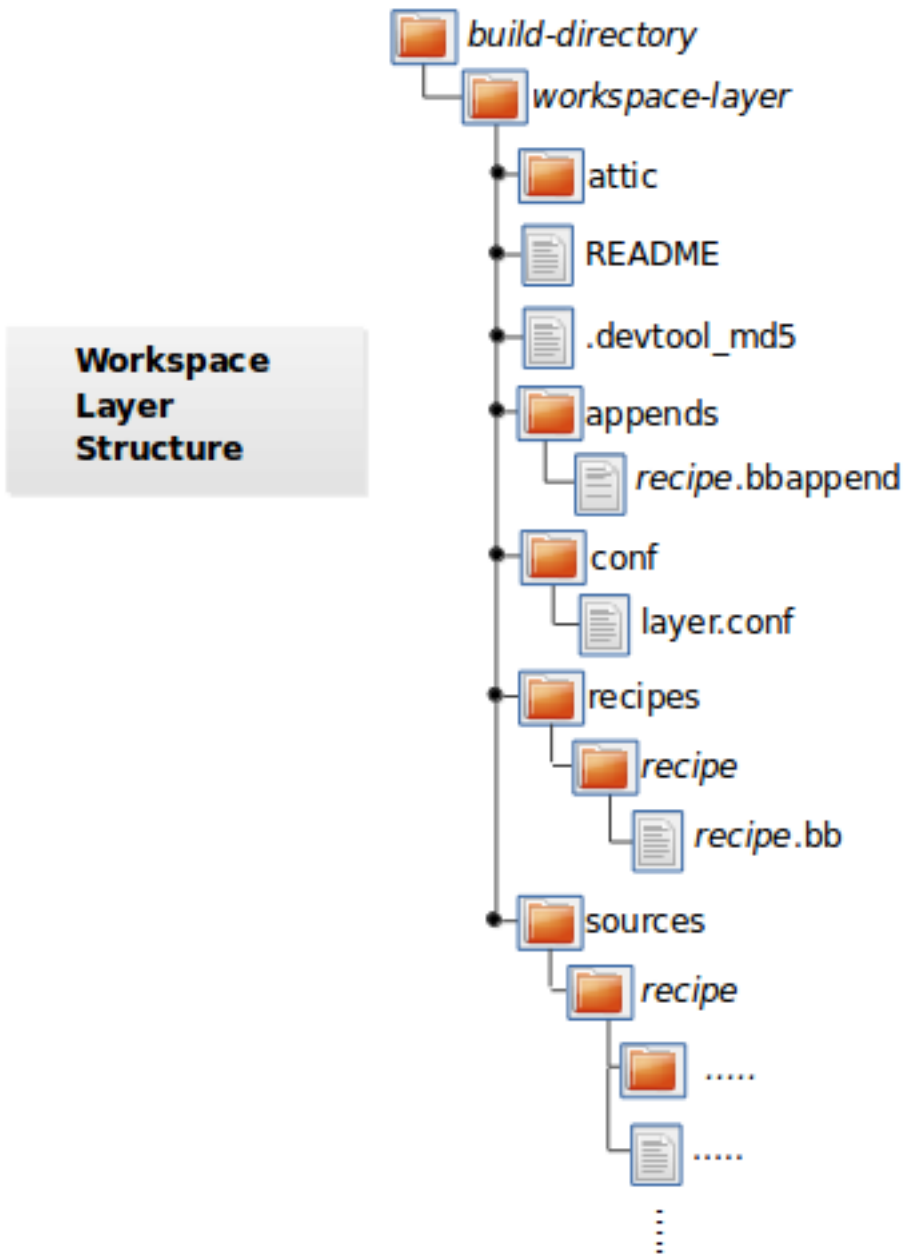 build-directory
workspace-layer
attic
README
.devtool_md5
Workspace
Layer
Structure
appends
recipe.bbappend
conf
layer.conf
recipes
recipe
recipe.bb
sources
recipe
.....
.....